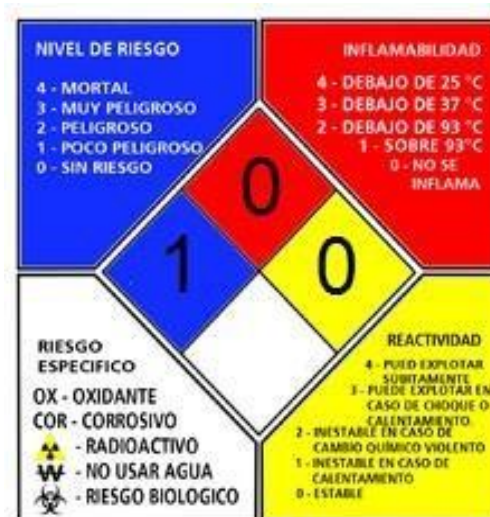 NIVEL DE RIESGO
4 - MORTAL
3 - MUY PELIGROSO
2 - PELIGROSO
1 - POCO PELIGROSO
0 - SIN RIESGO
INFLAMABILIDAD
4 - DEBAJO DE 25 °C
3 - DEBAJO DE 37 °C
2 - DEBAJO DE 93 °C
1 - SOBRE 93°C
0 - NO SE
INFLAMA
0
1
0
RIESGO
ESPECIFICO
OX - OXIDANTE
COR - CORROSIVO
- RADIOACTIVO
W - NO USAR AGUA
- RIESGO BIOLOGICO
REACTIVIDAD
4 - PUED EXPLOTAR
SUBITAMENTE
3 - PUEDE EXPLOTAR EN
CASO DE CHOQUE O
CALENTAMIENTO
2 - INESTABLE EN CASO DE
CAMBIO QUÍMICO VIOLENTO
1 - INESTABLE EN CASO DE
CALENTAMIENTO
0 - ESTABLE